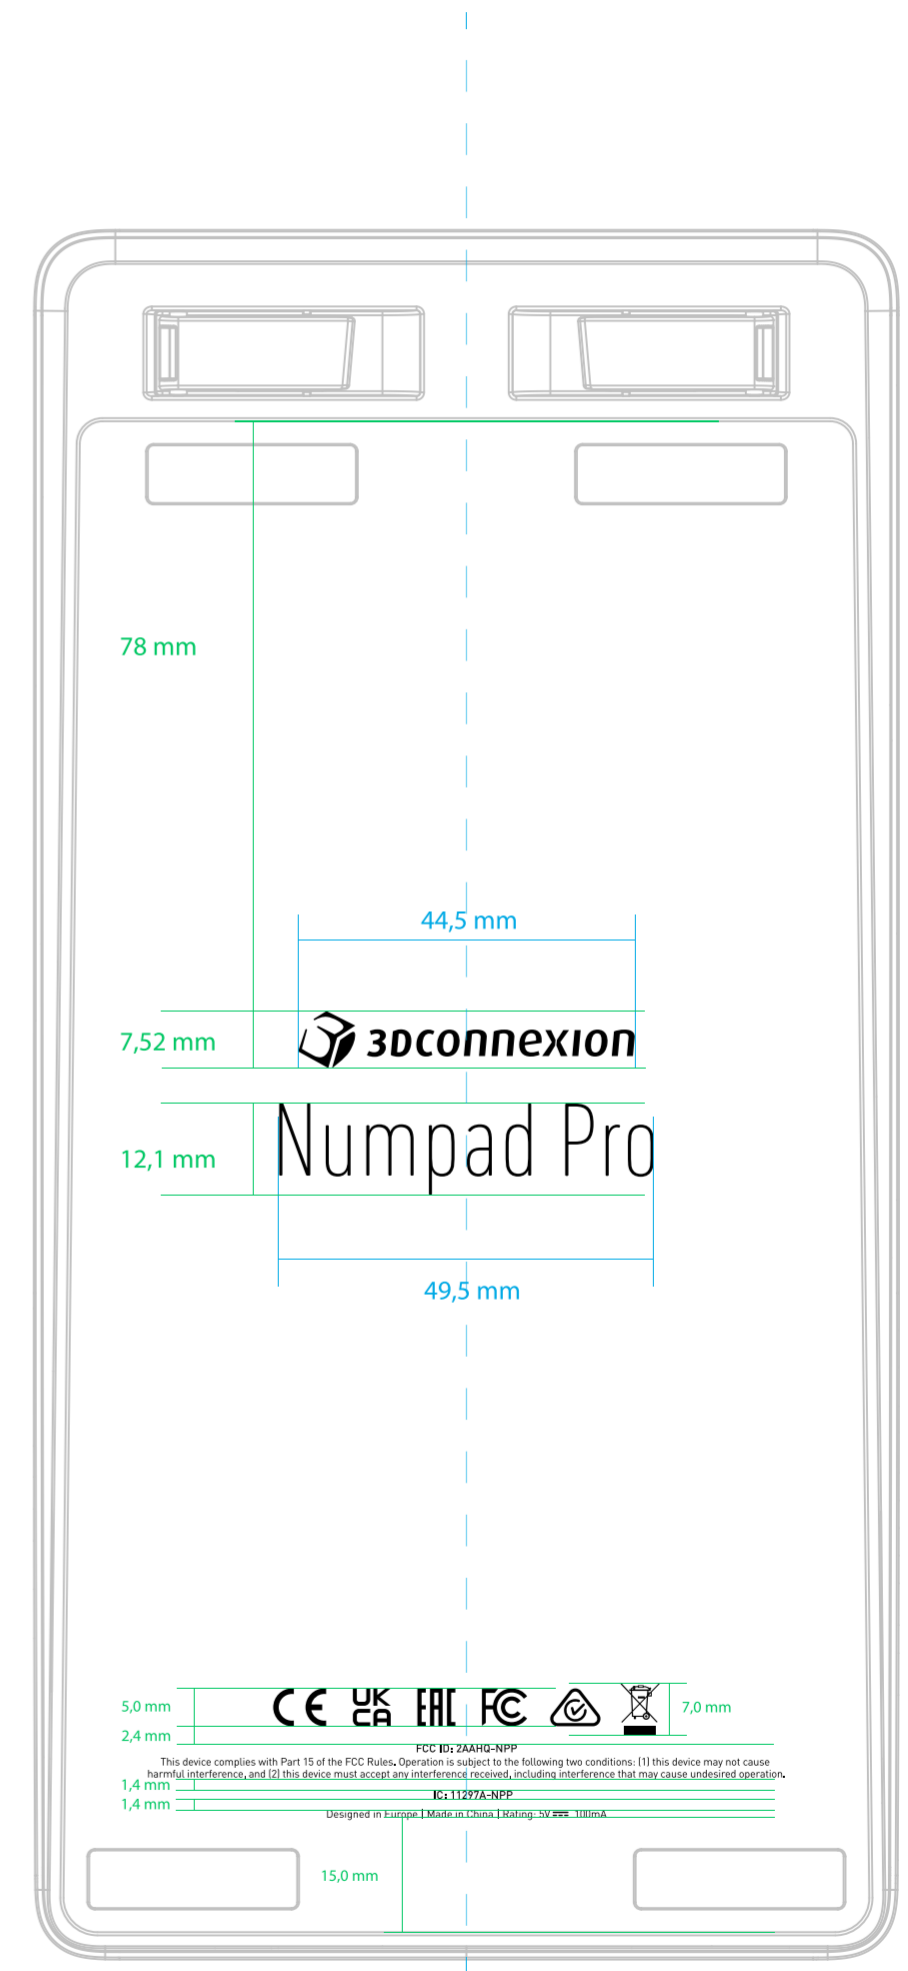 78 mm
44,5 mm
7,52 mm
3Dconnexion
12,1 mm
Numpad Pro
49,5 mm
5,0 mm
CE UK CA EAC FC
7,0 mm
2,4 mm
FCC ID: 2AAHQ-NPP
This device complies with Part 15 of the FCC Rules. Operation is subject to the following two conditions: (1) this device may not cause
harmful interference, and (2) this device must accept any interference received, including interference that may cause undesired operation.
1,4 mm
IC: 11297A-NPP
1,4 mm
Designed in Europe | Made in China | Rating: 5V ⎓ 100mA
15,0 mm